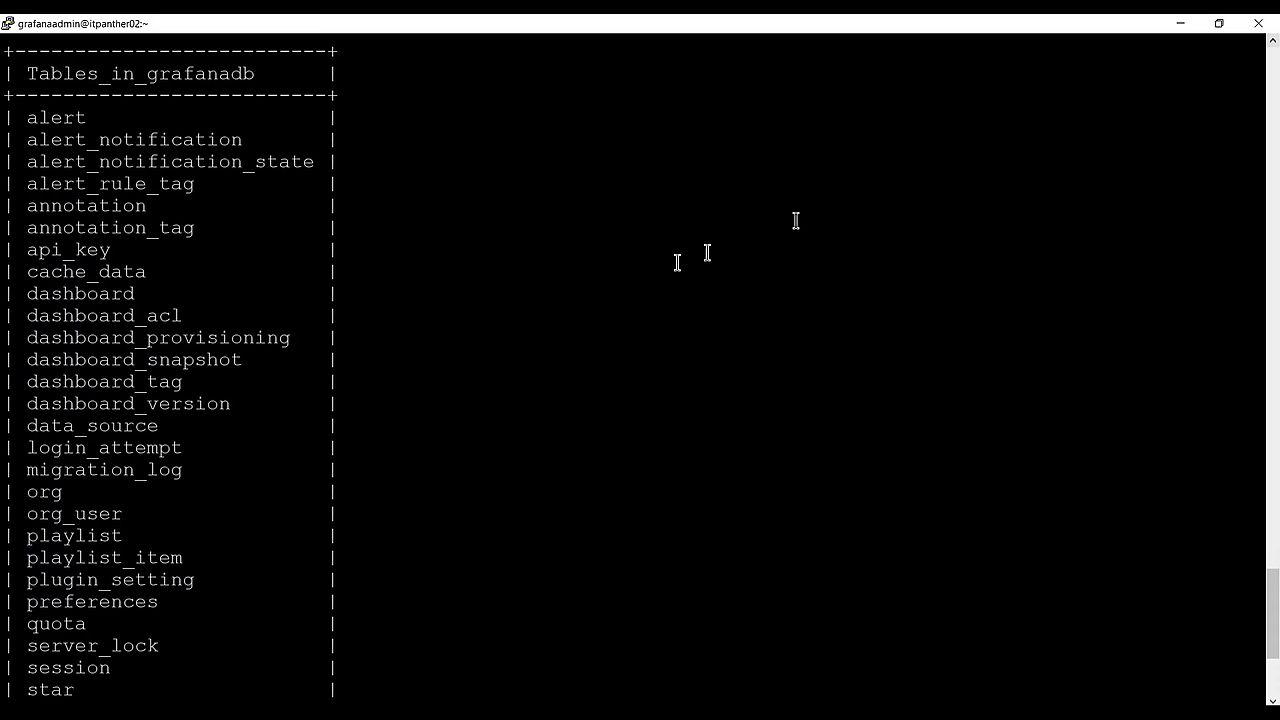 grafanaadmin@itpanther02:~
+--------------------------+
| Tables_in_grafanadb      |
+--------------------------+
| alert                    |
| alert_notification       |
| alert_notification_state |
| alert_rule_tag           |
| annotation               |
| annotation_tag           |
| api_key                  |
| cache_data               |
| dashboard                |
| dashboard_acl            |
| dashboard_provisioning   |
| dashboard_snapshot       |
| dashboard_tag            |
| dashboard_version        |
| data_source              |
| login_attempt            |
| migration_log            |
| org                      |
| org_user                 |
| playlist                 |
| playlist_item            |
| plugin_setting           |
| preferences              |
| quota                    |
| server_lock              |
| session                  |
| star                     |